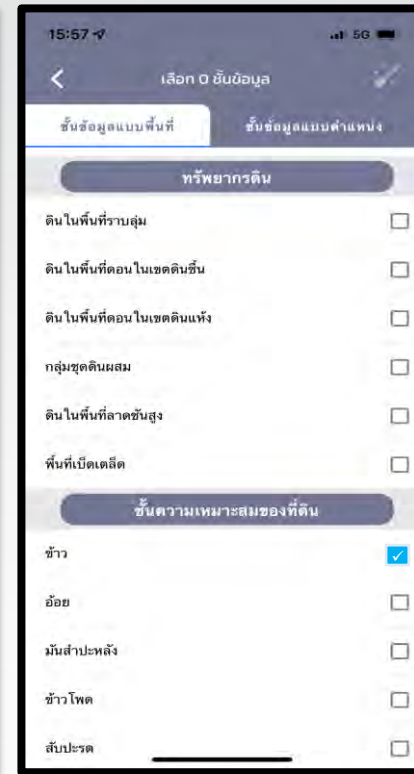 15:57
5G
เลือก 0 ชั้นข้อมูล
ชั้นข้อมูลแบบพื้นที่
ชั้นข้อมูลแบบตำแหน่ง
ทรัพยากรดิน
ดินในพื้นที่ราบลุ่ม
ดินในพื้นที่ดอนในเขตดินชื้น
ดินในพื้นที่ดอนในเขตดินแห้ง
กลุ่มชุดดินผสม
ดินในพื้นที่ลาดชันสูง
พื้นที่เบ็ดเตล็ด
ชั้นความเหมาะสมของที่ดิน
ข้าว
อ้อย
มันสำปะหลัง
ข้าวโพด
สับปะรด